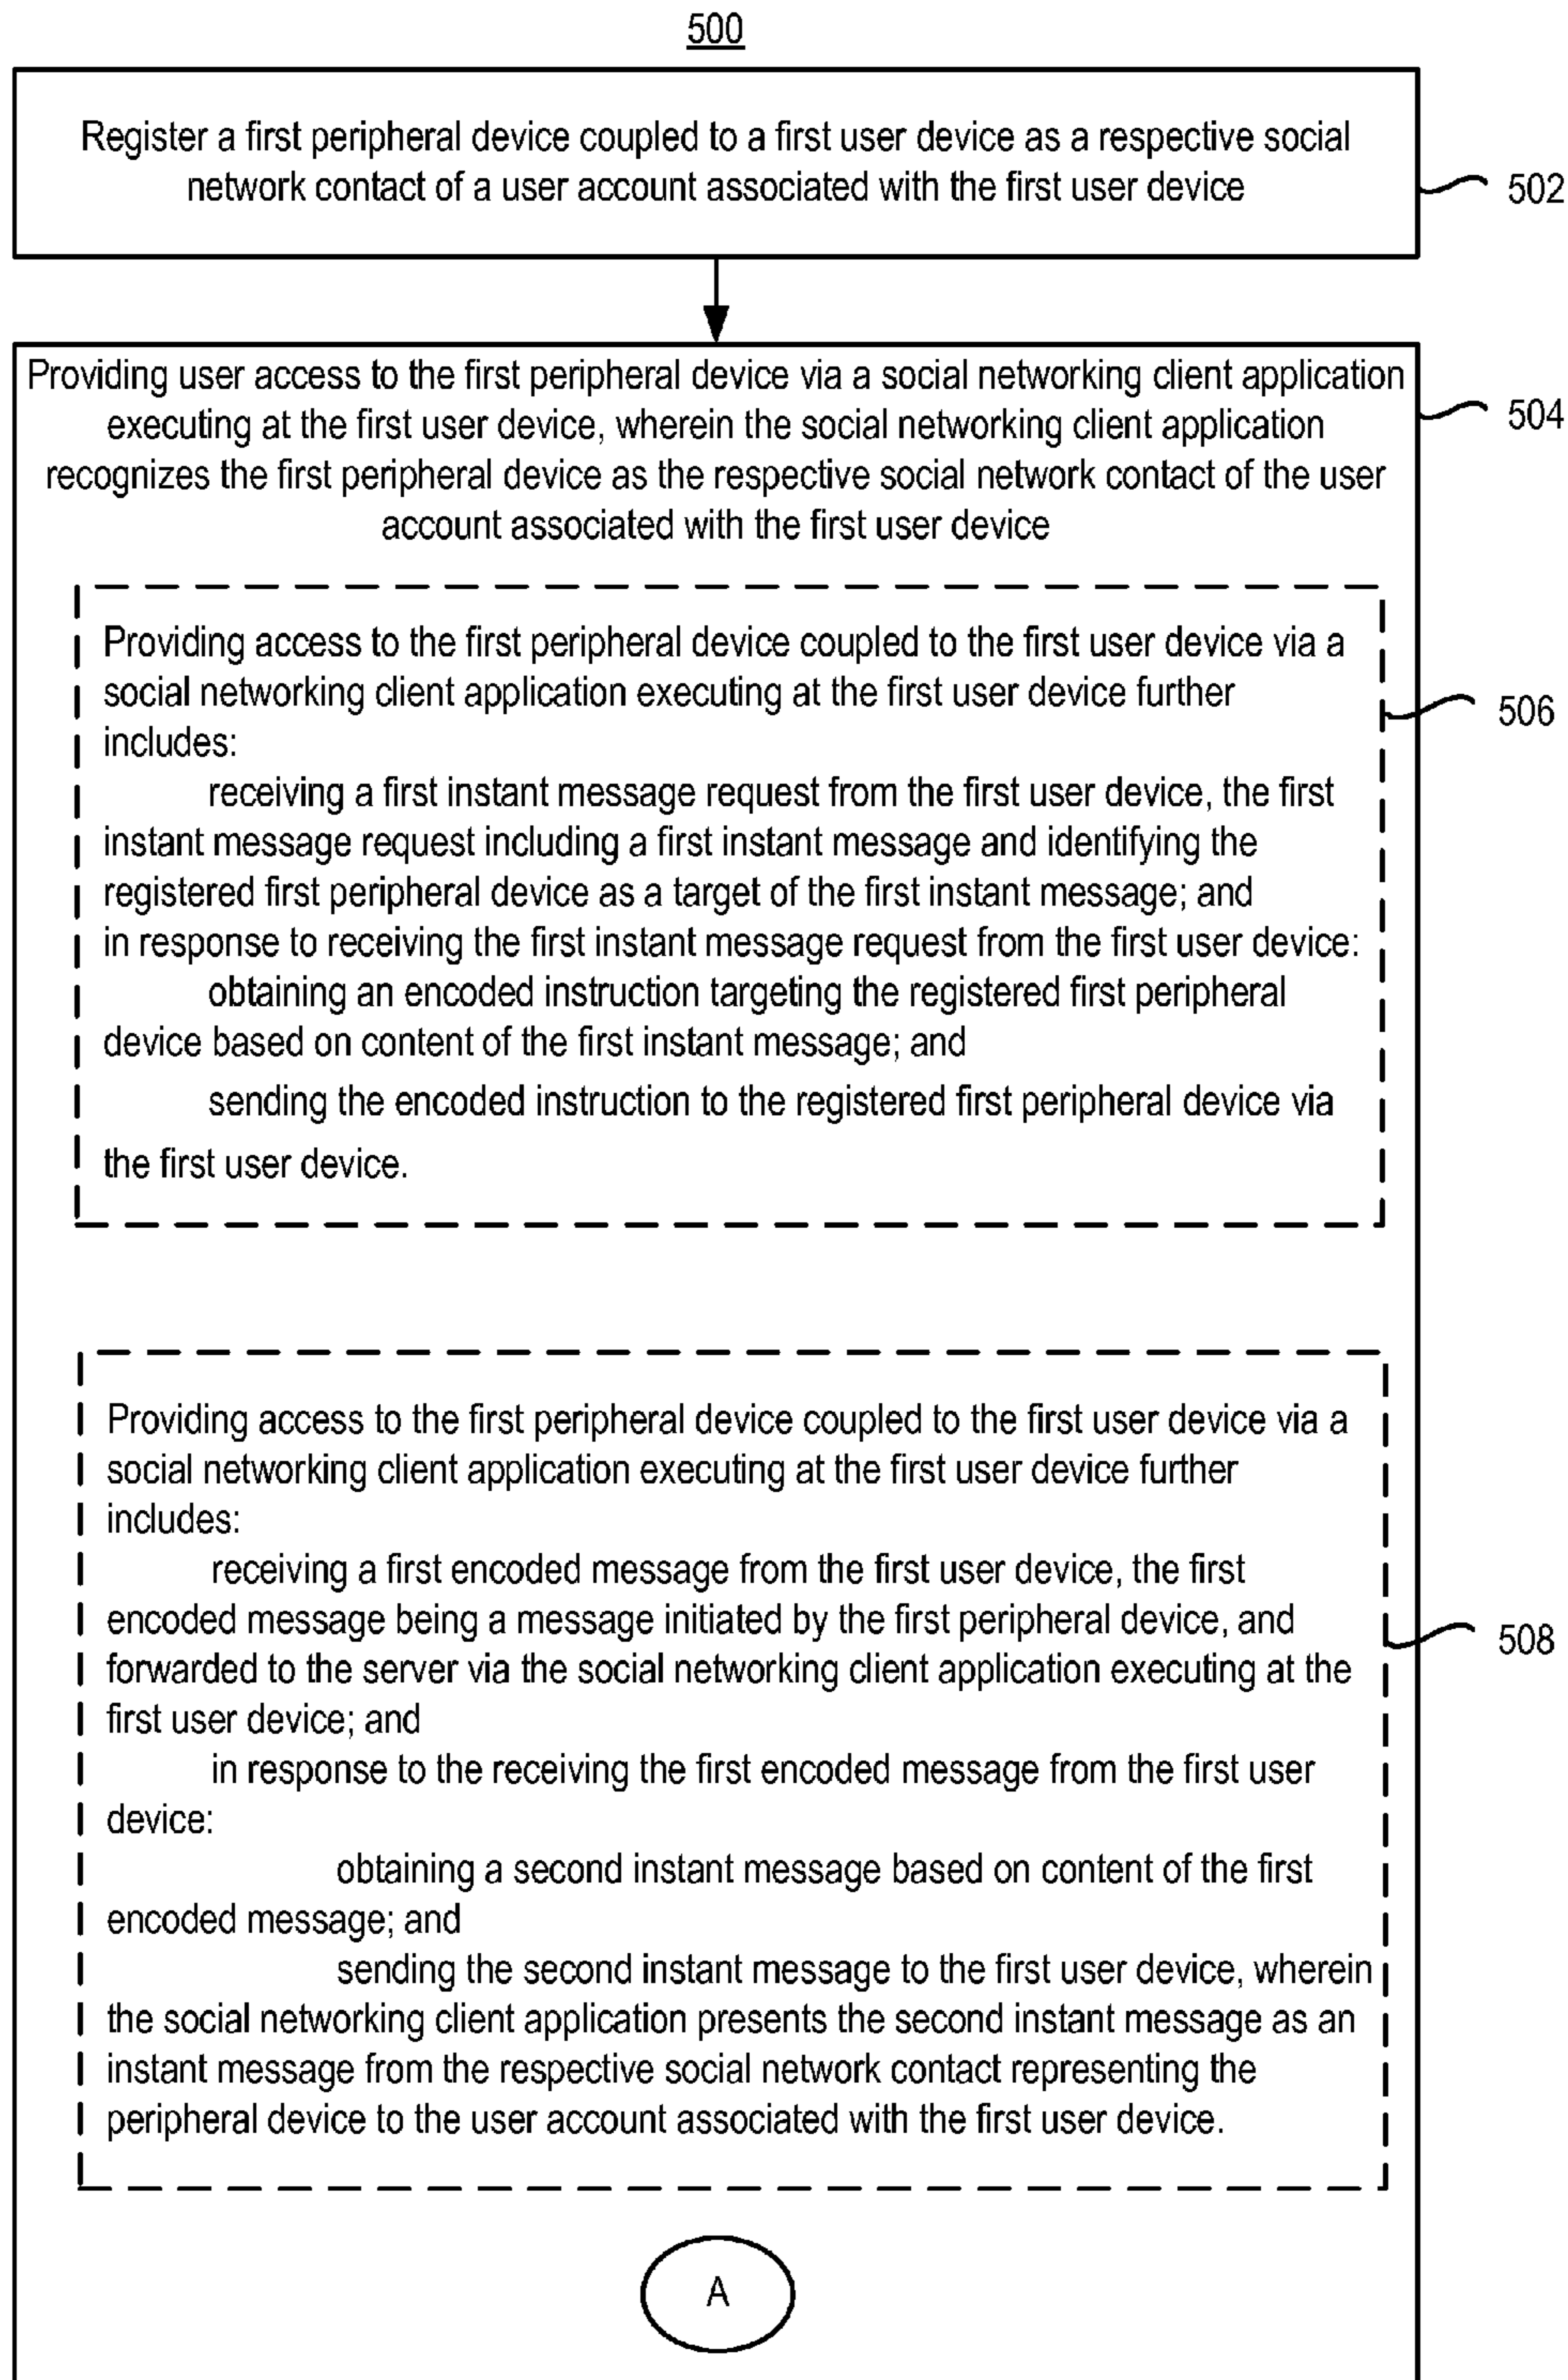 500
Register a first peripheral device coupled to a first user device as a respective social
network contact of a user account associated with the first user device
502
Providing user access to the first peripheral device via a social networking client application
executing at the first user device, wherein the social networking client application
recognizes the first peripheral device as the respective social network contact of the user
account associated with the first user device
504
Providing access to the first peripheral device coupled to the first user device via a
social networking client application executing at the first user device further
includes:
receiving a first instant message request from the first user device, the first
instant message request including a first instant message and identifying the
registered first peripheral device as a target of the first instant message; and
in response to receiving the first instant message request from the first user device:
obtaining an encoded instruction targeting the registered first peripheral
device based on content of the first instant message; and
sending the encoded instruction to the registered first peripheral device via
the first user device.
506
Providing access to the first peripheral device coupled to the first user device via a
social networking client application executing at the first user device further
includes:
receiving a first encoded message from the first user device, the first
encoded message being a message initiated by the first peripheral device, and
forwarded to the server via the social networking client application executing at the
first user device; and
in response to the receiving the first encoded message from the first user
device:
obtaining a second instant message based on content of the first
encoded message; and
sending the second instant message to the first user device, wherein
the social networking client application presents the second instant message as an
instant message from the respective social network contact representing the
peripheral device to the user account associated with the first user device.
508
A